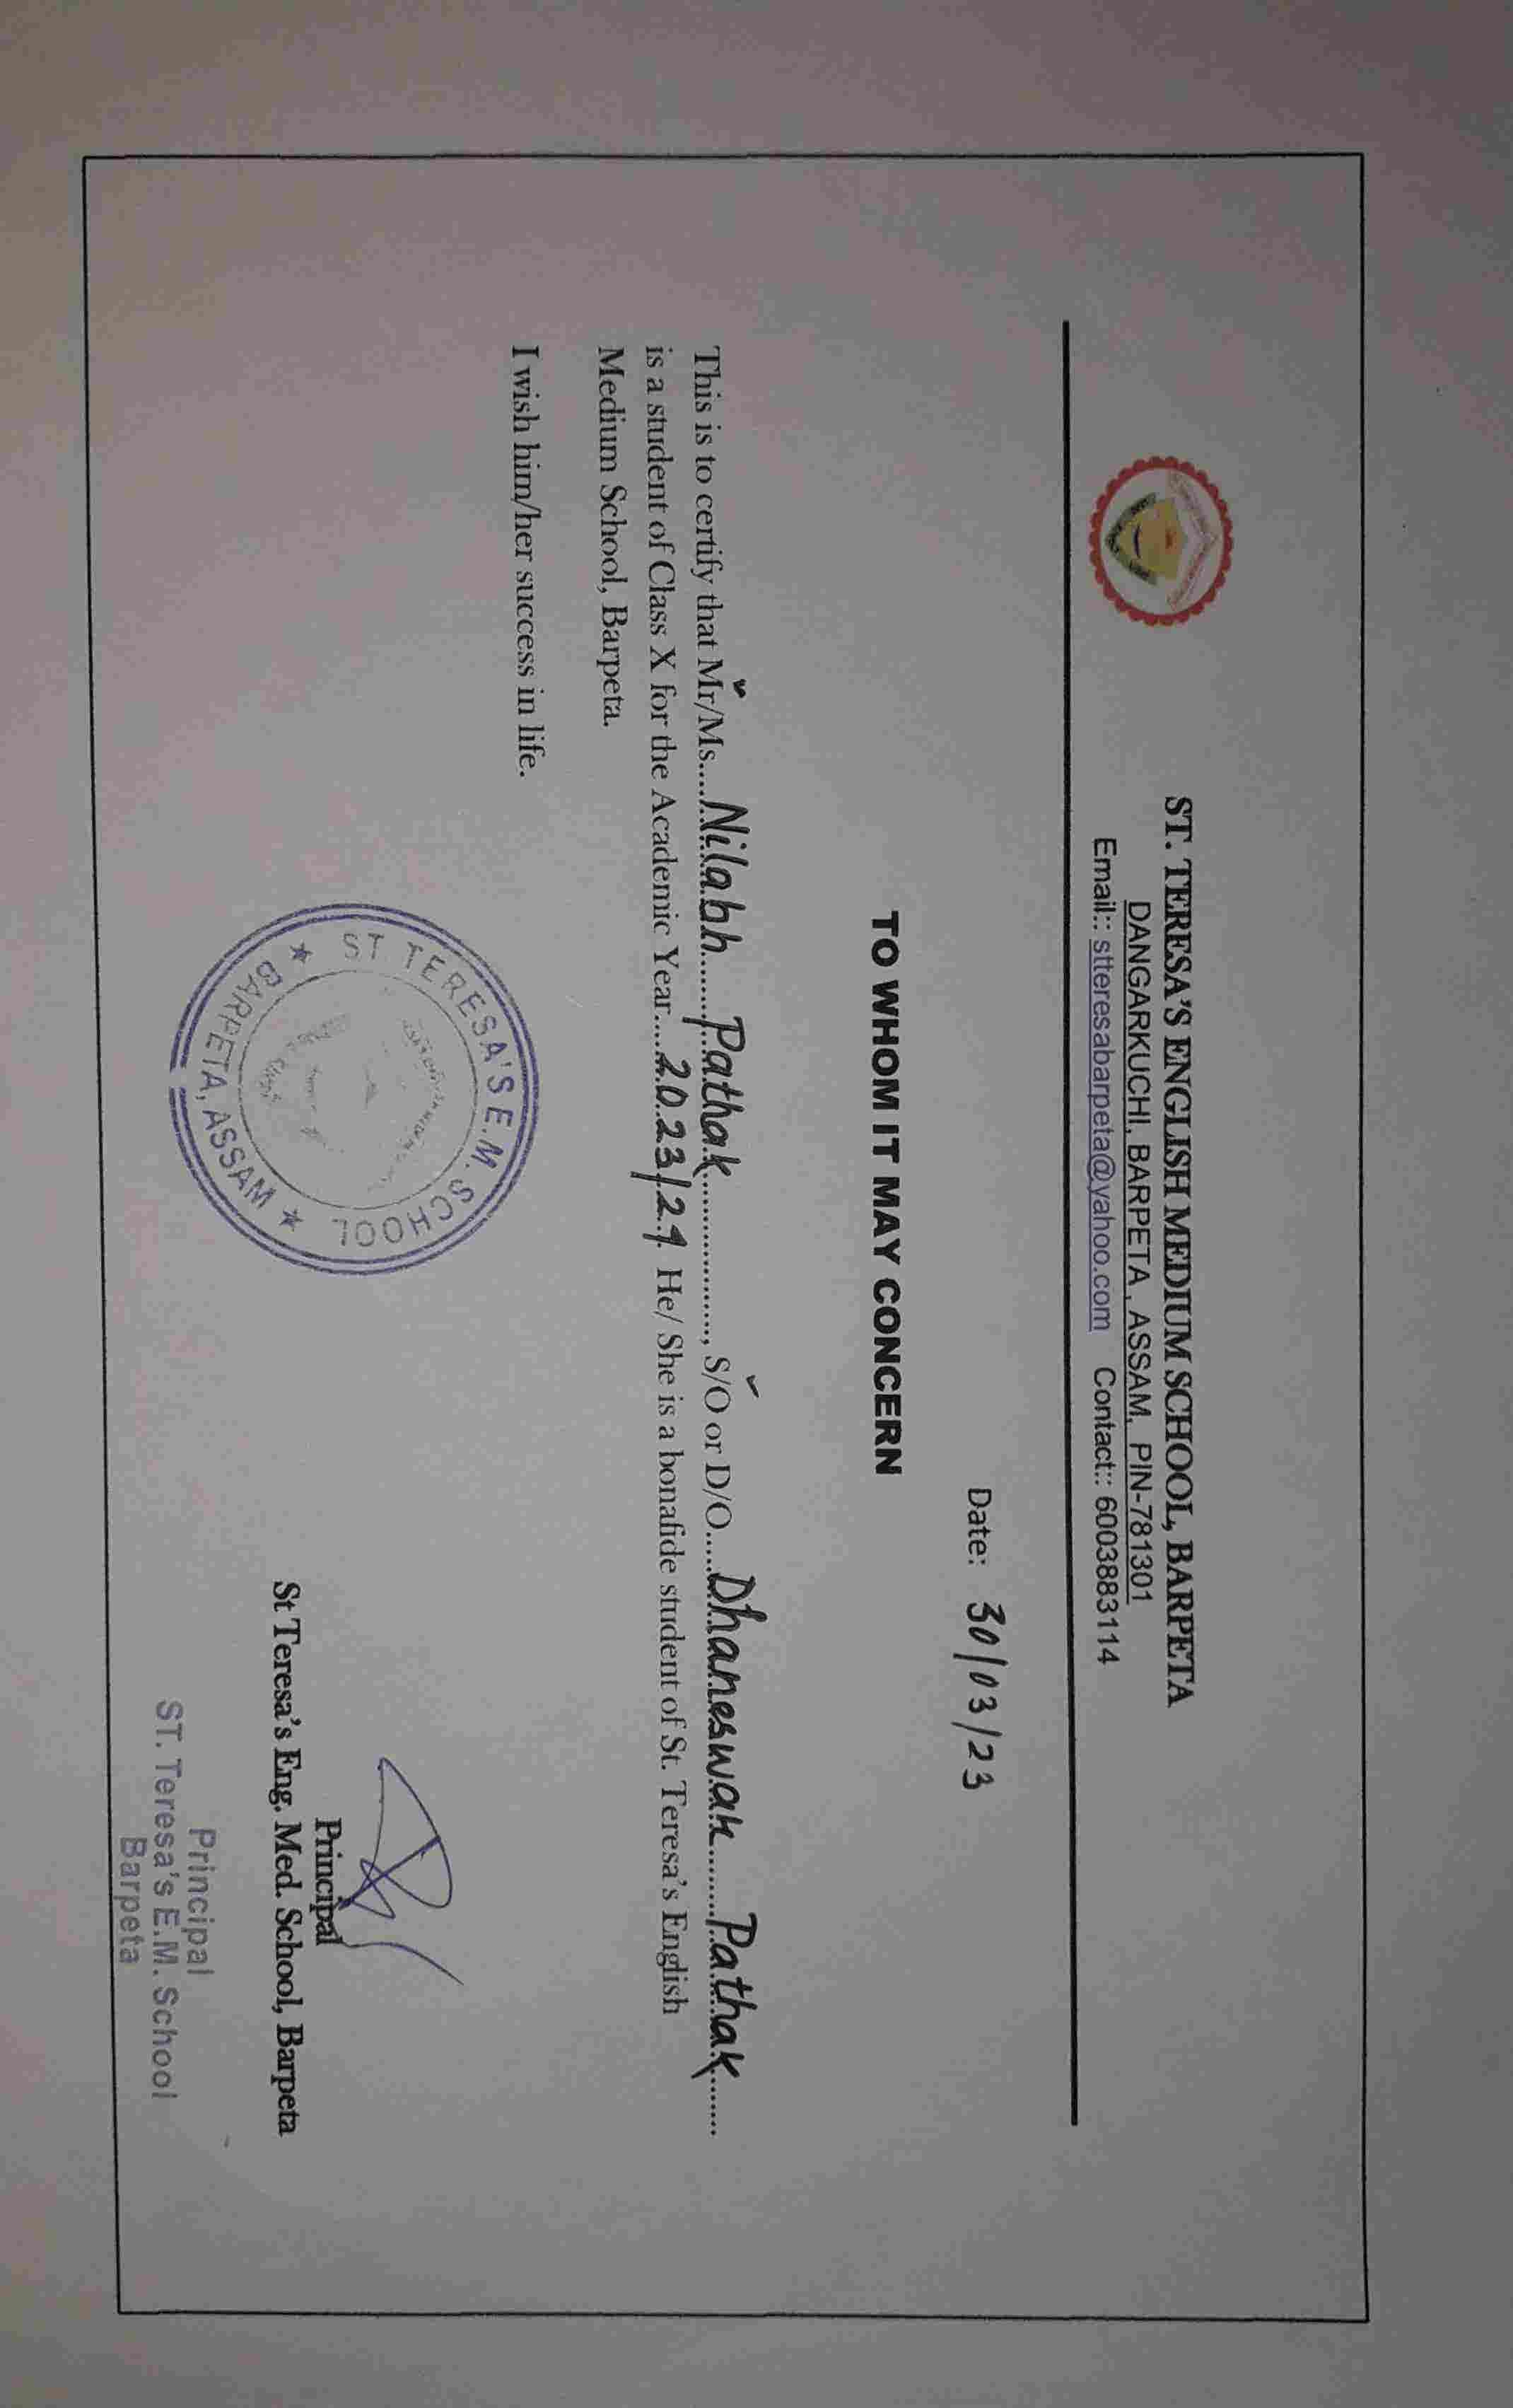 ST. TERESA'S ENGLISH MEDIUM SCHOOL, BARPETA
DANGARKUCHI, BARPETA , ASSAM, PIN-781301
Email:: stteresabarpeta@yahoo.com Contact:: 6003883114
Date: 30/03/23
TO WHOM IT MAY CONCERN
This is to certify that Mr/Ms....Nilabh Pathak...................., S/O or D/O.....Dhaneswar Pathak.......
is a student of Class X for the Academic Year....2023/24. He/ She is a bonafide student of St. Teresa's English
Medium School, Barpeta.
I wish him/her success in life.
ST TERESA'S E.M. SCHOOL
★ BARPETA, ASSAM ★
Principal
St Teresa's Eng. Med. School, Barpeta
Principal
ST. Teresa's E.M. School
Barpeta